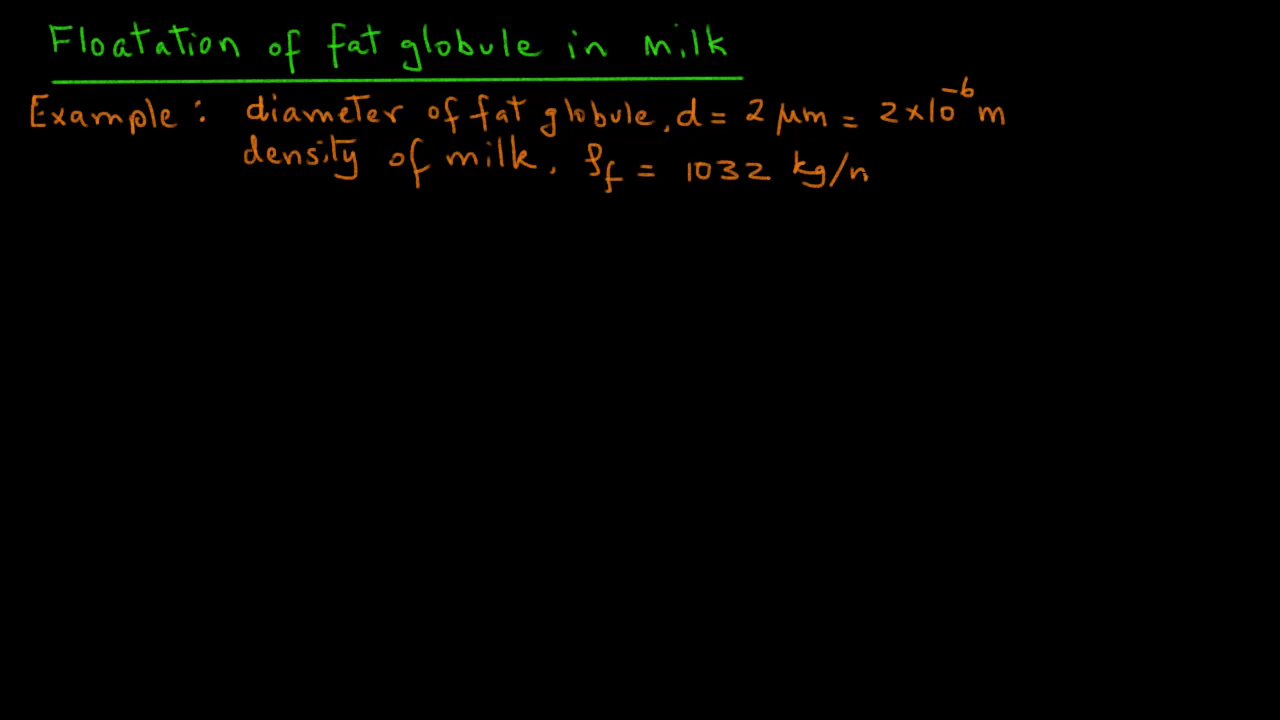 Floatation of fat globule in milk
Example: diameter of fat globule, d = 2 μm = 2×10⁻⁶ m
density of milk, ρf = 1032 kg/n